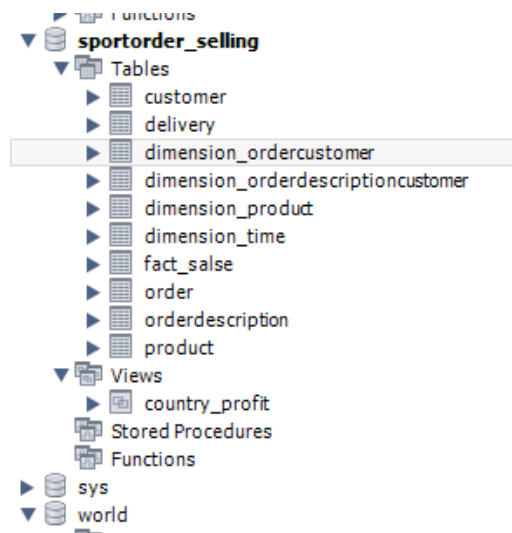 Functions
sportorder_selling
Tables
customer
delivery
dimension_ordercustomer
dimension_orderdescriptioncustomer
dimension_product
dimension_time
fact_salse
order
orderdescription
product
Views
country_profit
Stored Procedures
Functions
sys
world